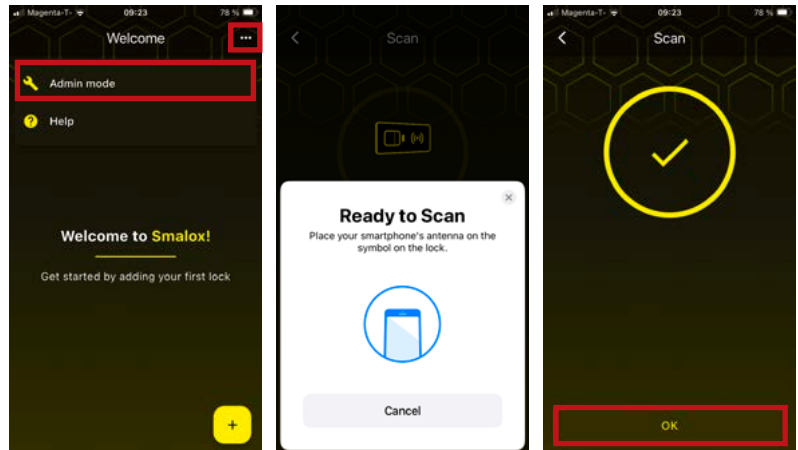 Magenta-T- 09:23 78 %
Welcome
Admin mode
? Help
Welcome to Smalox!
Get started by adding your first lock
+
Scan
Ready to Scan
Place your smartphone's antenna on the
symbol on the lock.
Cancel
Magenta-T- 09:23 78 %
Scan
OK